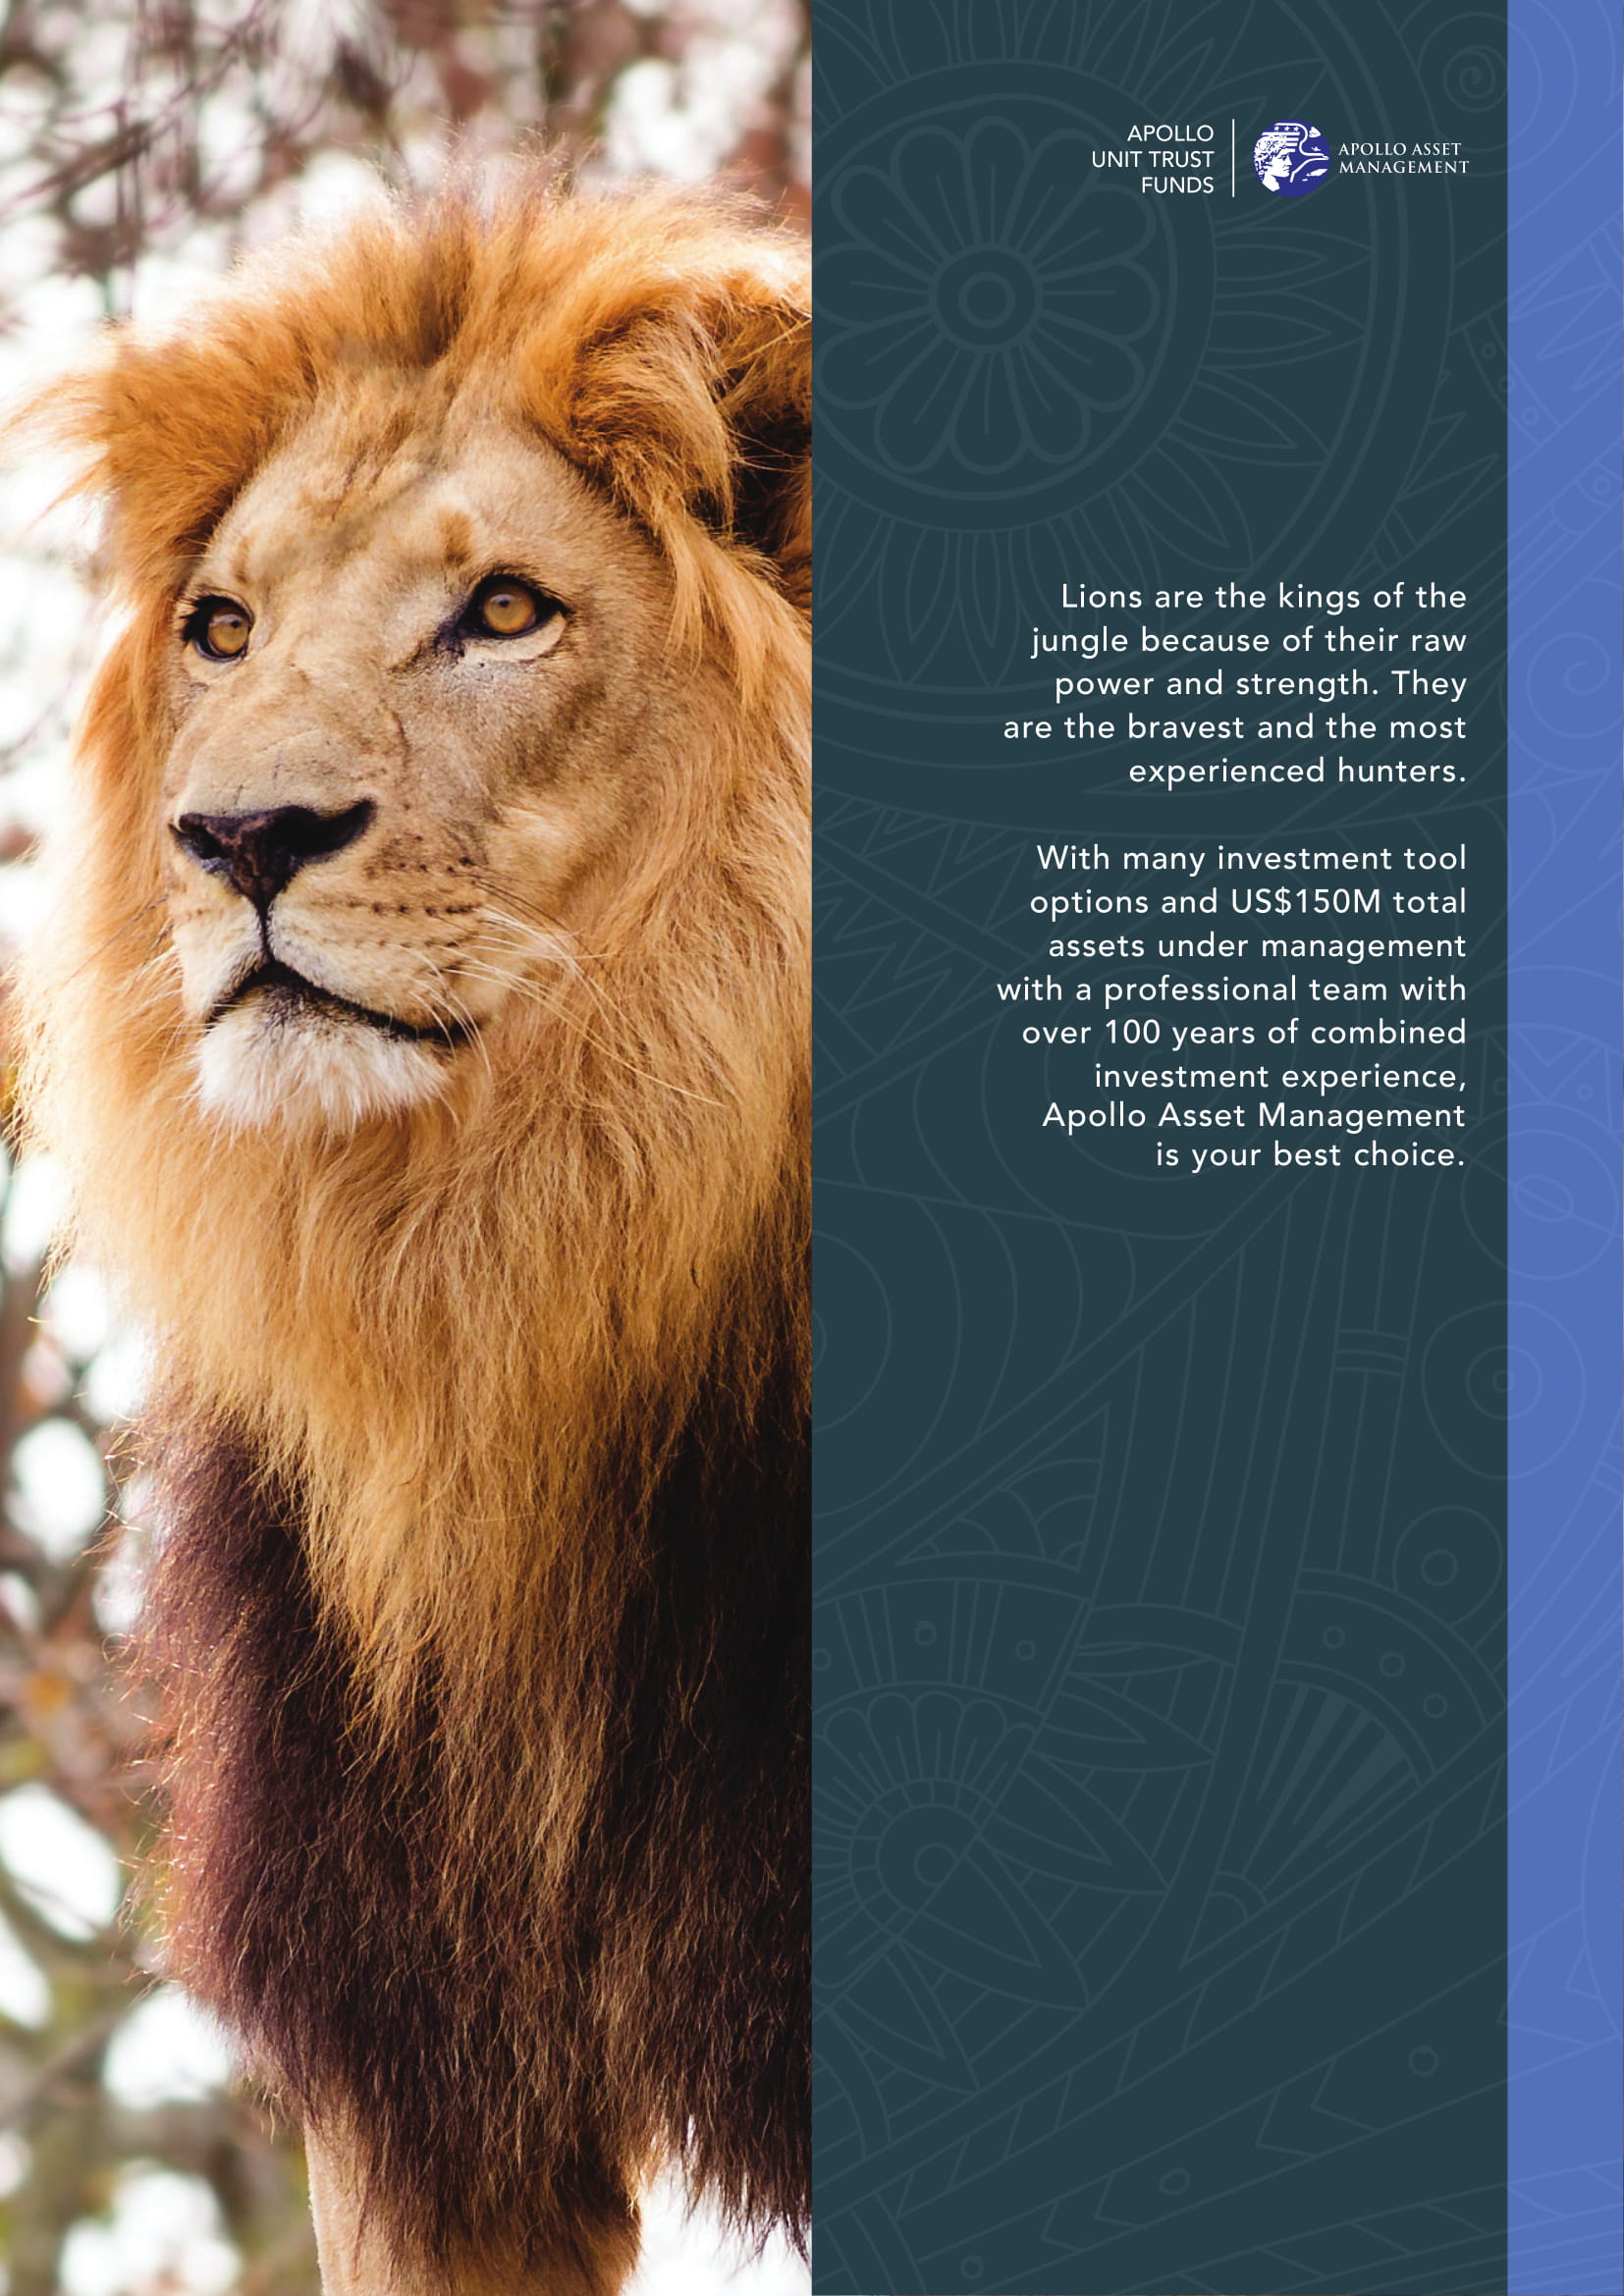 APOLLO
UNIT TRUST
FUNDS
APOLLO ASSET
MANAGEMENT
Lions are the kings of the
jungle because of their raw
power and strength. They
are the bravest and the most
experienced hunters.
With many investment tool
options and US$150M total
assets under management
with a professional team with
over 100 years of combined
investment experience,
Apollo Asset Management
is your best choice.